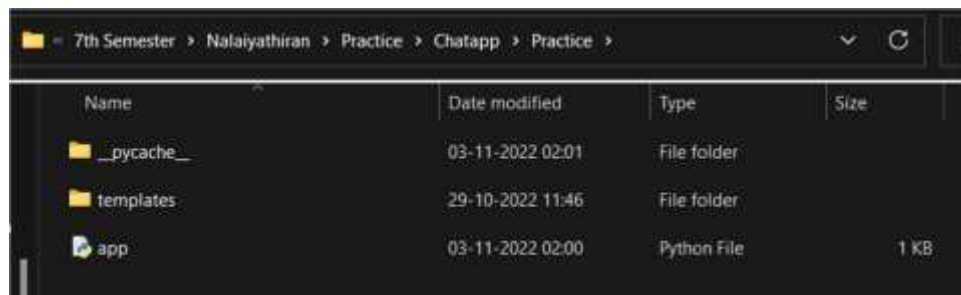 7th Semester > Nalaiyathiran > Practice > Chatapp > Practice >
Name Date modified Type Size
__pycache__ 03-11-2022 02:01 File folder
templates 29-10-2022 11:46 File folder
app 03-11-2022 02:00 Python File 1 KB